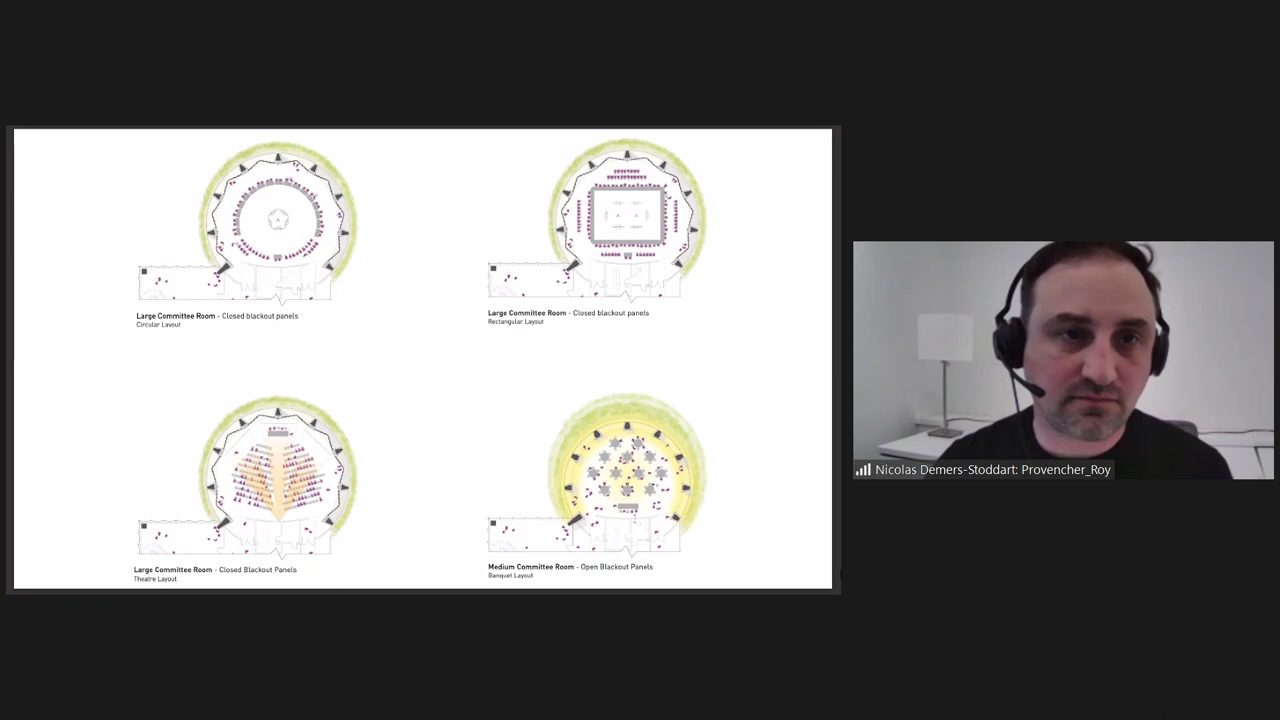 Large Committee Room - Closed blackout panels
Circular Layout
Large Committee Room - Closed blackout panels
Rectangular Layout
Large Committee Room - Closed Blackout Panels
Theatre Layout
Medium Committee Room - Open Blackout Panels
Banquet Layout
Nicolas Demers-Stoddart: Provencher_Roy